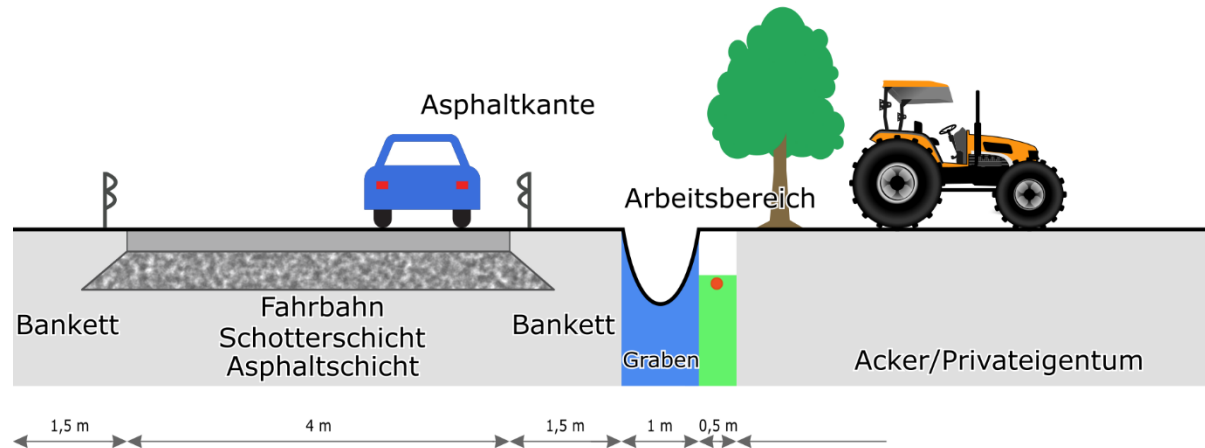 Asphaltkante
Arbeitsbereich
Fahrbahn
Schotterschicht
Asphaltschicht
Bankett
Bankett
Graben
Acker/Privateigentum
1,5 m
4 m
1,5 m
1 m
0,5 m